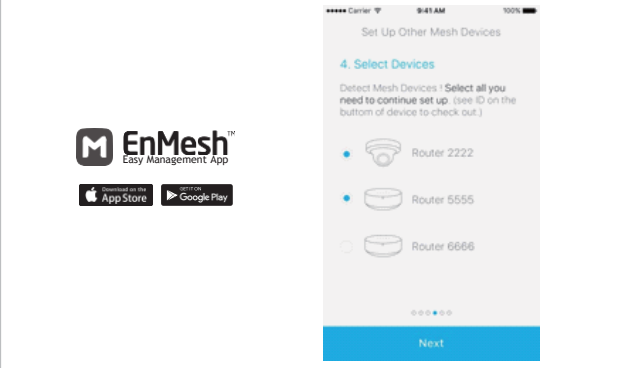 EnMesh™
Easy Management App
Download on the
App Store
GET IT ON
Google Play
Carrier
9:41 AM
100%
Set Up Other Mesh Devices
4. Select Devices
Detect Mesh Devices ! Select all you
need to continue set up. (see ID on the
buttom of device to check out.)
Router 2222
Router 5555
Router 6666
Next